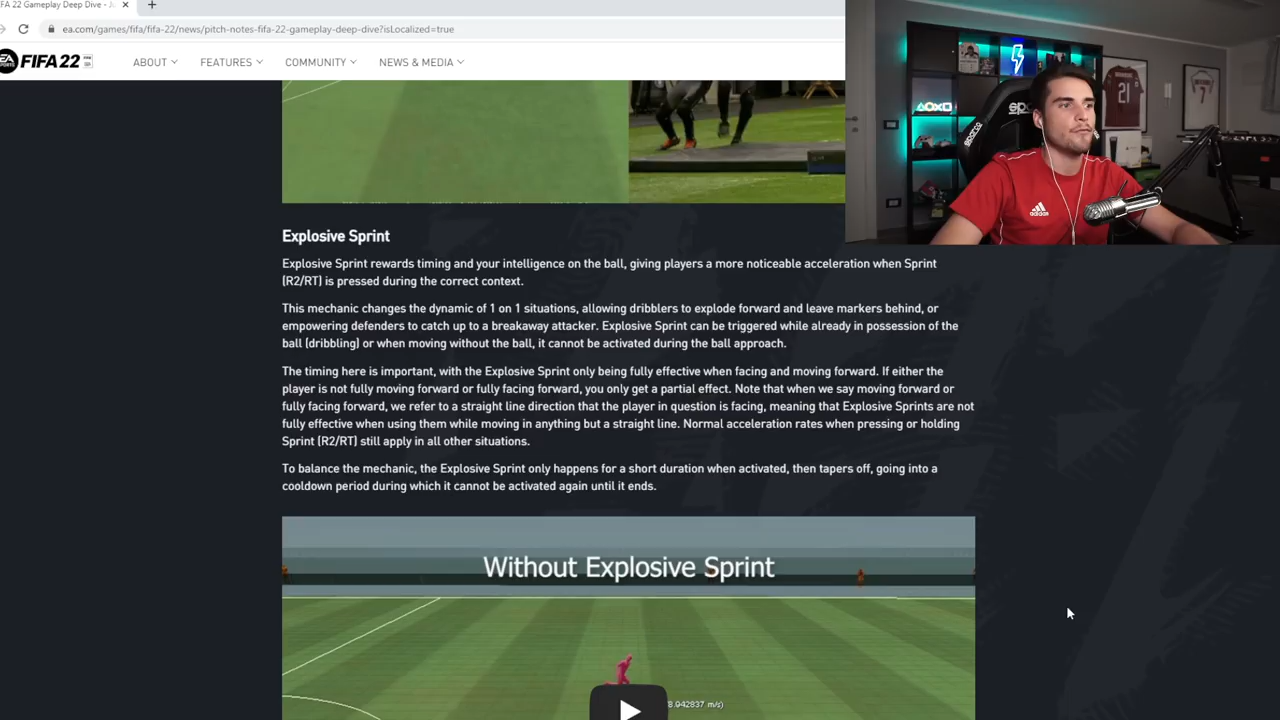 FA 22 Gameplay Deep Dive - J
ea.com/games/fifa/fifa-22/news/pitch-notes-fifa-22-gameplay-deep-dive?isLocalized=true
EA SPORTS FIFA 22
ABOUT FEATURES COMMUNITY NEWS & MEDIA
21
7
sparco
adidas
Explosive Sprint
Explosive Sprint rewards timing and your intelligence on the ball, giving players a more noticeable acceleration when Sprint
(R2/RT) is pressed during the correct context.
This mechanic changes the dynamic of 1 on 1 situations, allowing dribblers to explode forward and leave markers behind, or
empowering defenders to catch up to a breakaway attacker. Explosive Sprint can be triggered while already in possession of the
ball (dribbling) or when moving without the ball, it cannot be activated during the ball approach.
The timing here is important, with the Explosive Sprint only being fully effective when facing and moving forward. If either the
player is not fully moving forward or fully facing forward, you only get a partial effect. Note that when we say moving forward or
fully facing forward, we refer to a straight line direction that the player in question is facing, meaning that Explosive Sprints are not
fully effective when using them while moving in anything but a straight line. Normal acceleration rates when pressing or holding
Sprint (R2/RT) still apply in all other situations.
To balance the mechanic, the Explosive Sprint only happens for a short duration when activated, then tapers off, going into a
cooldown period during which it cannot be activated again until it ends.
Without Explosive Sprint
8.042837 m/s)